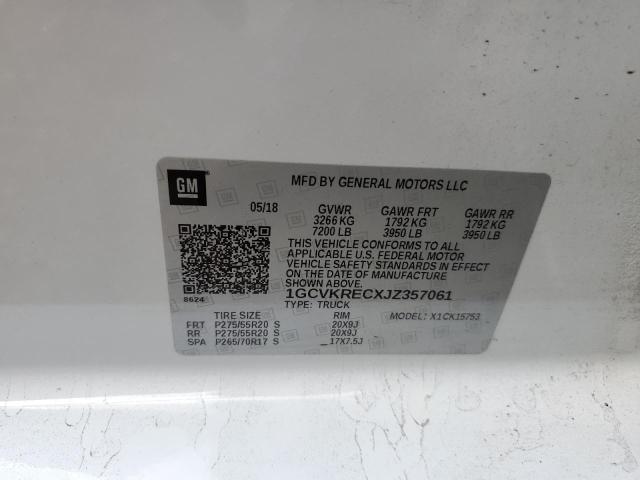 GM
MFD BY GENERAL MOTORS LLC
05/18 GVWR GAWR FRT GAWR RR
3266 KG 1792 KG 1792 KG
7200 LB 3950 LB 3950 LB
THIS VEHICLE CONFORMS TO ALL
APPLICABLE U.S. FEDERAL MOTOR
VEHICLE SAFETY STANDARDS IN
EFFECT ON THE DATE OF MANUFACTURE
SHOWN ABOVE.
8624
1GCVKRECXJZ357061
TYPE: TRUCK MODEL: X1CK15753
TIRE SIZE RIM
FRT P275/55R20 S 20X9J
RR P275/55R20 S 20X9J
SPA P265/70R17 S _17X7.5J